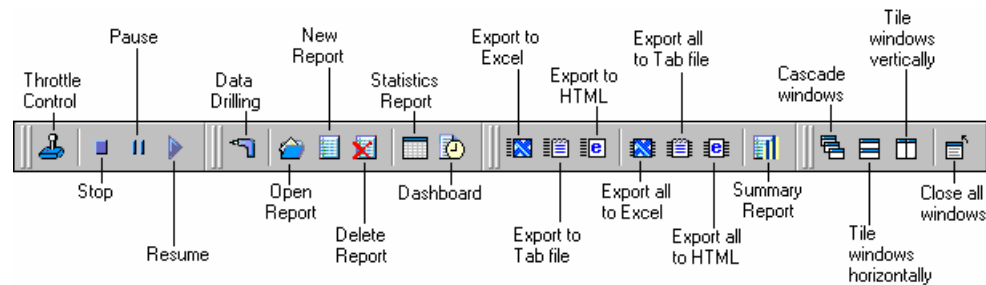 Throttle
Control
Pause
Data
Drilling
New
Report
Statistics
Report
Export to
Excel
Export to
HTML
Export all
to Tab file
Cascade
windows
Tile
windows
vertically
Stop
Resume
Open
Report
Delete
Report
Dashboard
Export to
Tab file
Export all
to Excel
Export all
to HTML
Summary
Report
Tile
windows
horizontally
Close all
windows